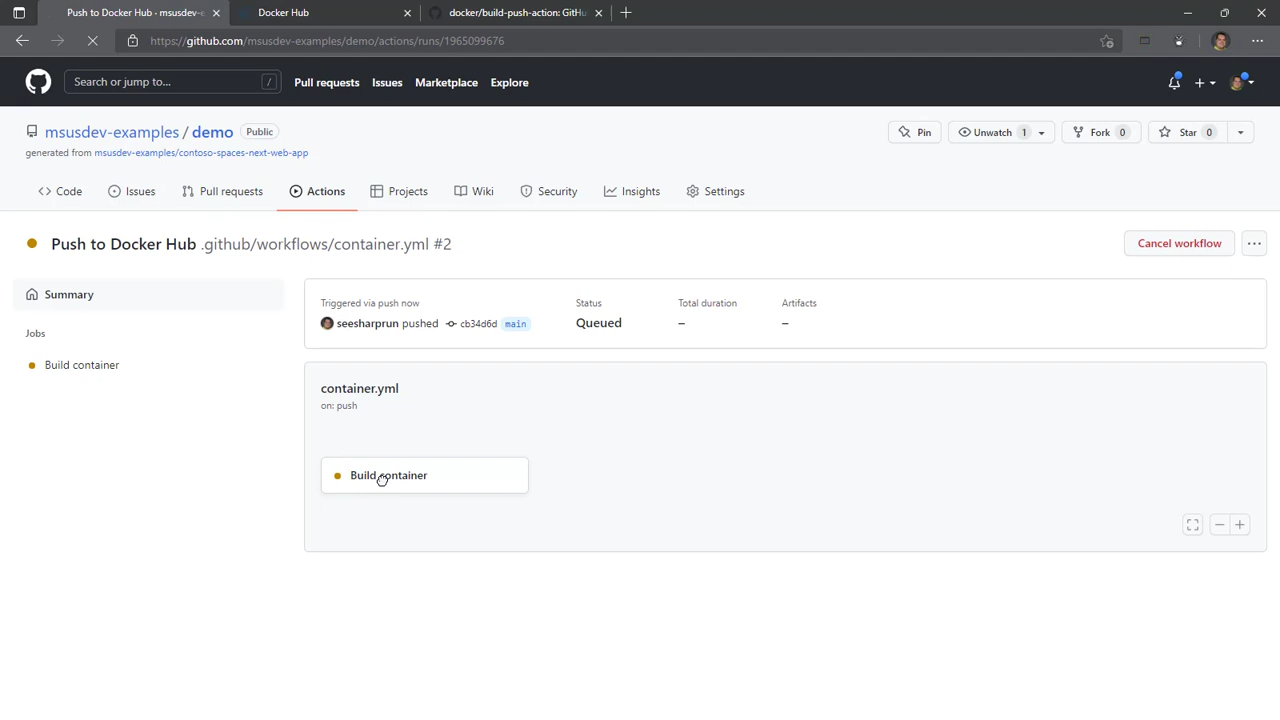 Push to Docker Hub · msusdev-e
Docker Hub
docker/build-push-action: GitHu
https://github.com/msusdev-examples/demo/actions/runs/1965099676
Search or jump to...
/
Pull requests
Issues
Marketplace
Explore
msusdev-examples / demo
Public
generated from msusdev-examples/contoso-spaces-next-web-app
Pin
Unwatch 1
Fork 0
Star 0
Code
Issues
Pull requests
Actions
Projects
Wiki
Security
Insights
Settings
Push to Docker Hub .github/workflows/container.yml #2
Cancel workflow
Summary
Jobs
Build container
Triggered via push now
seesharprun pushed cb34d6d main
Status
Queued
Total duration
–
Artifacts
–
container.yml
on: push
Build container